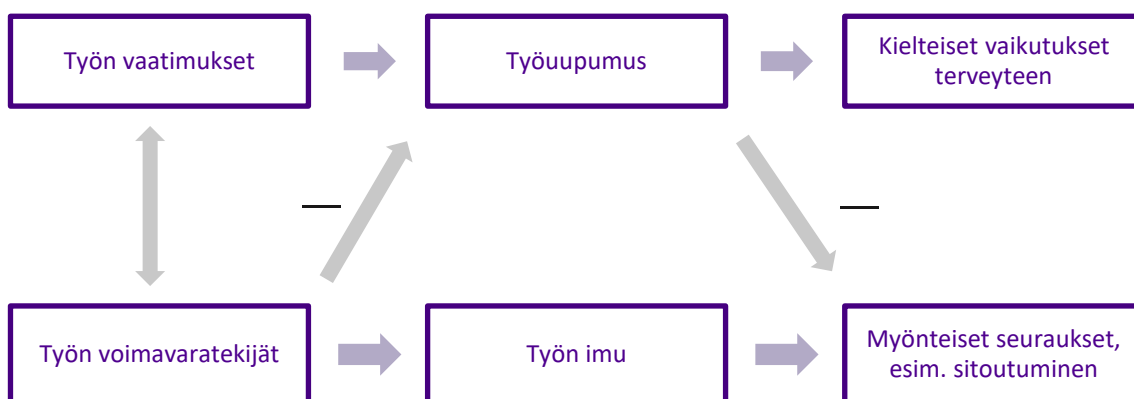 Työn vaatimukset
Työuupumus
Kielteiset vaikutukset
terveyteen
—
—
Työn voimavaratekijät
Työn imu
Myönteiset seuraukset,
esim. sitoutuminen